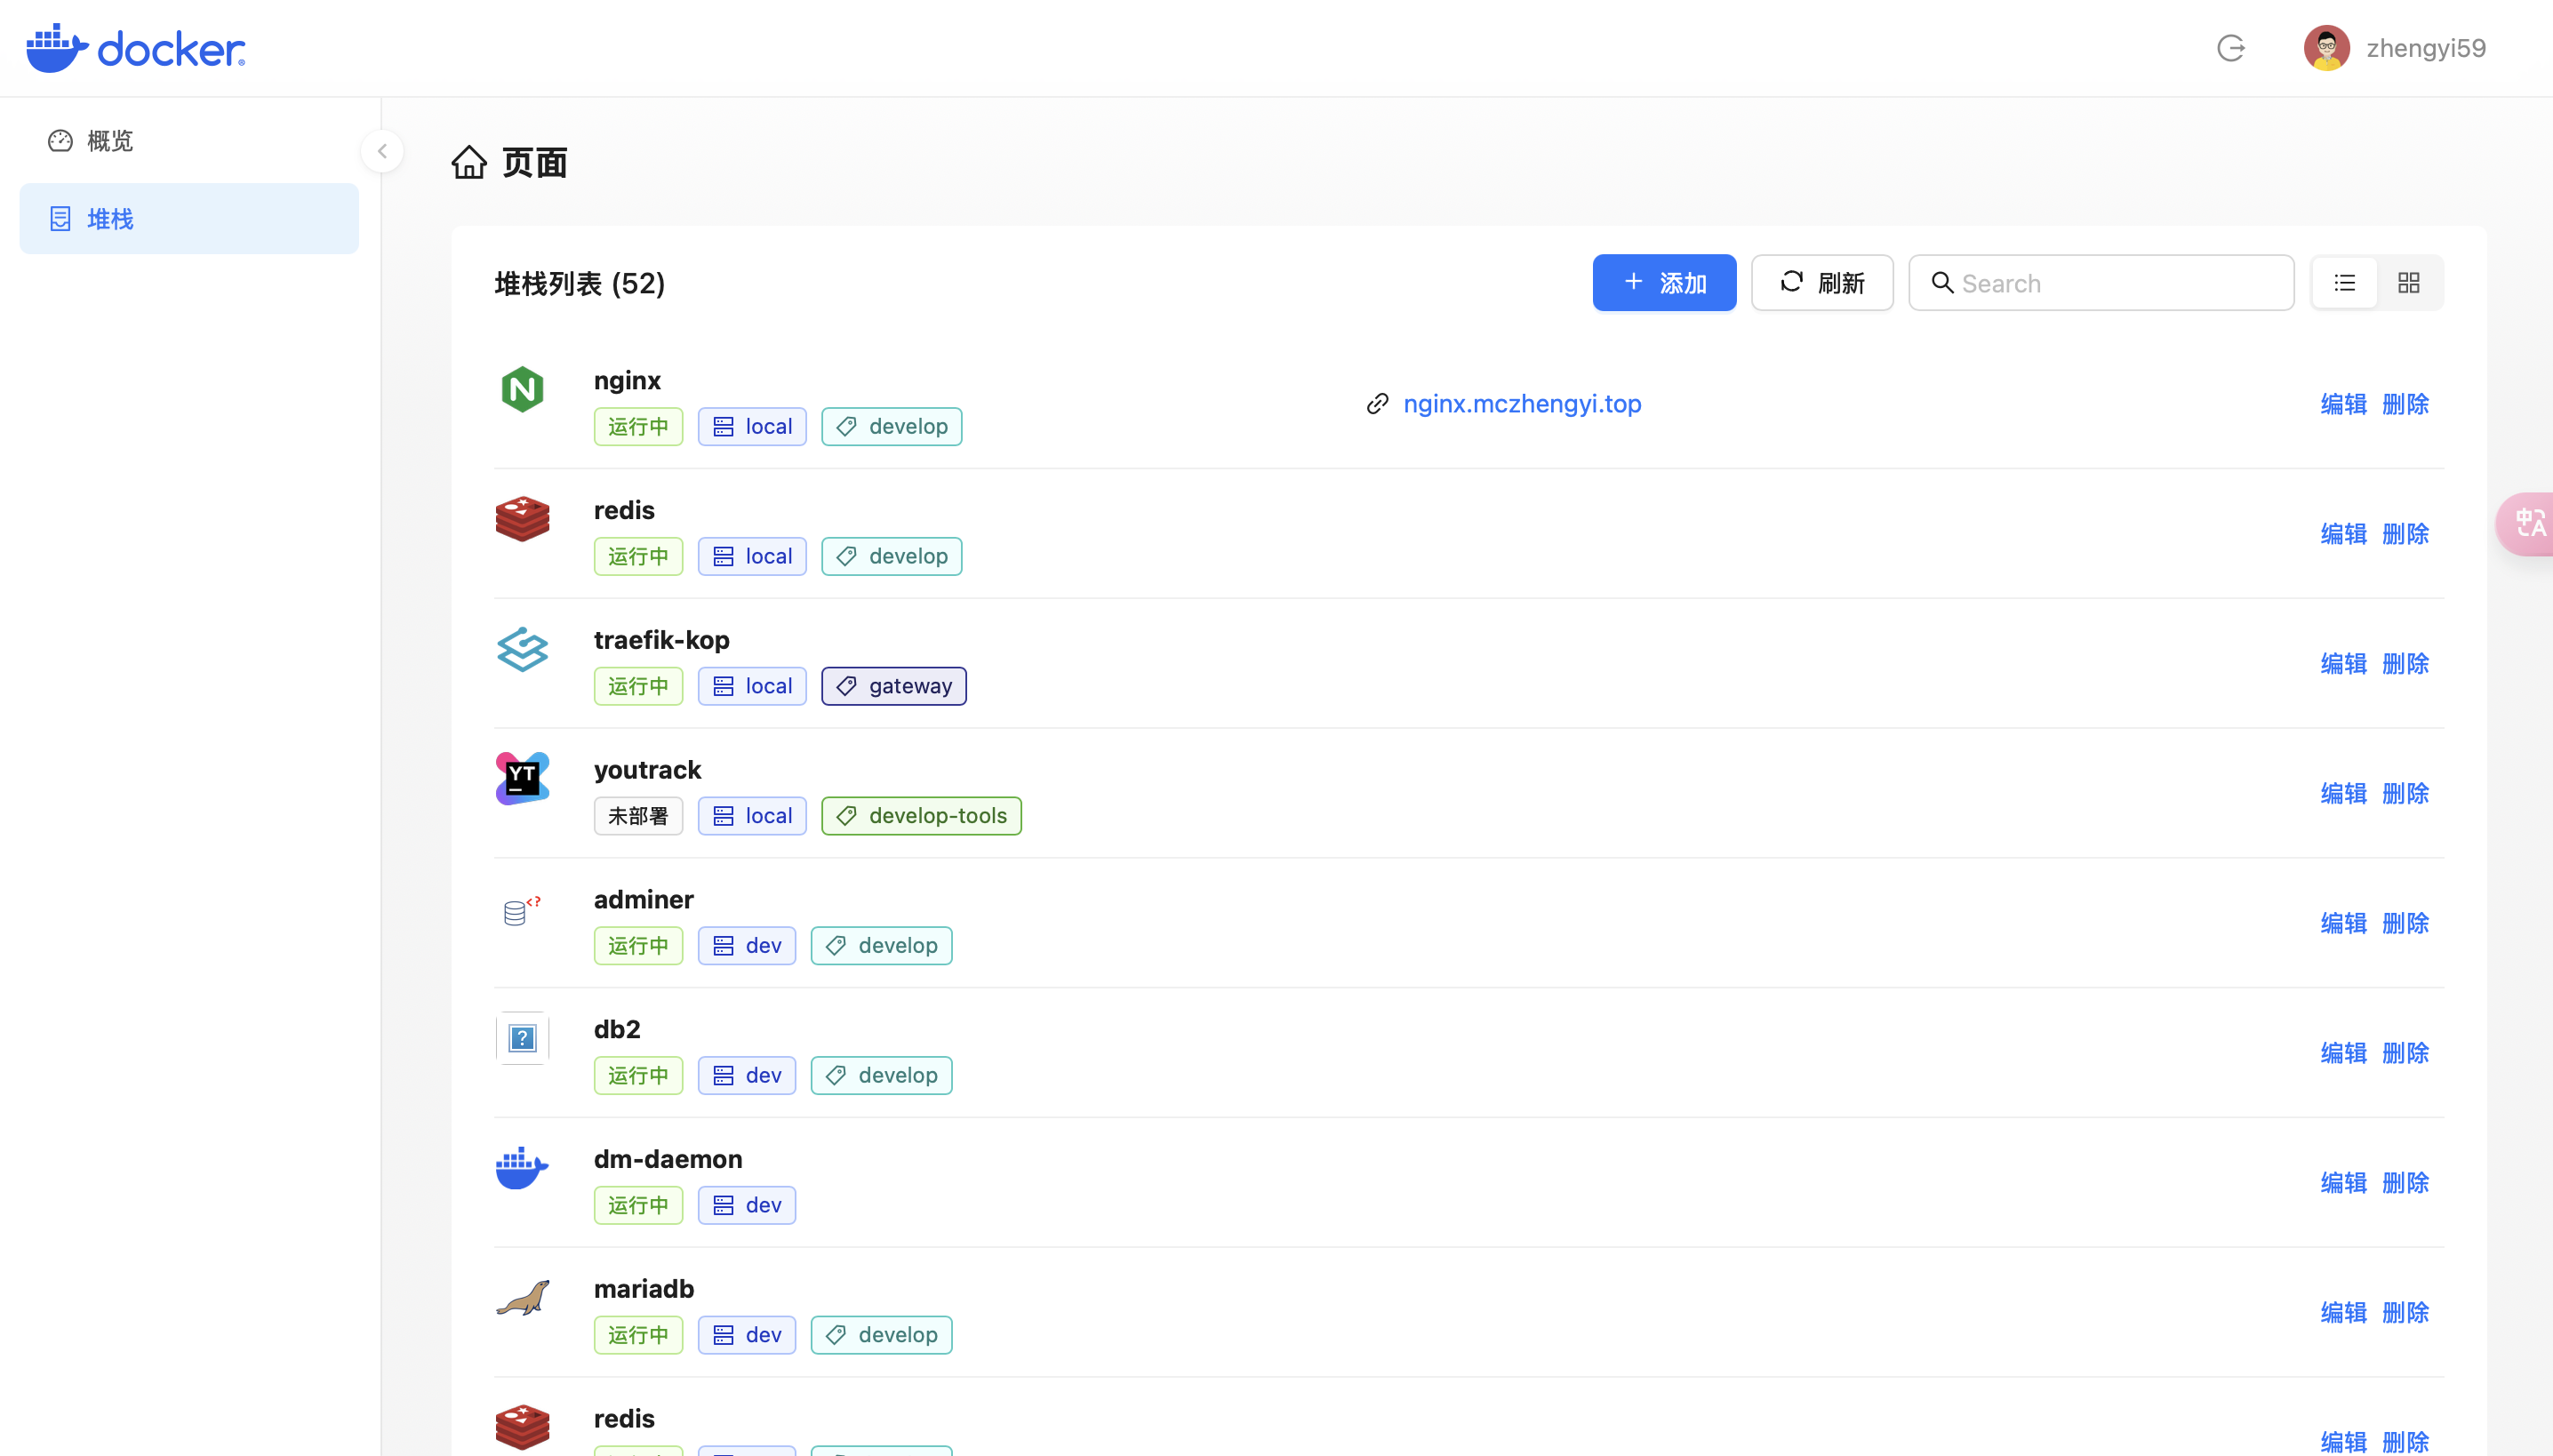 docker
zhengyi59
概览
堆栈
页面
堆栈列表 (52)
添加
刷新
Search
nginx
运行中 local develop
nginx.mczhengyi.top
编辑 删除
redis
运行中 local develop
编辑 删除
traefik-kop
运行中 local gateway
编辑 删除
YT
youtrack
未部署 local develop-tools
编辑 删除
adminer
运行中 dev develop
编辑 删除
db2
运行中 dev develop
编辑 删除
dm-daemon
运行中 dev
编辑 删除
mariadb
运行中 dev develop
编辑 删除
redis
编辑 删除
中A